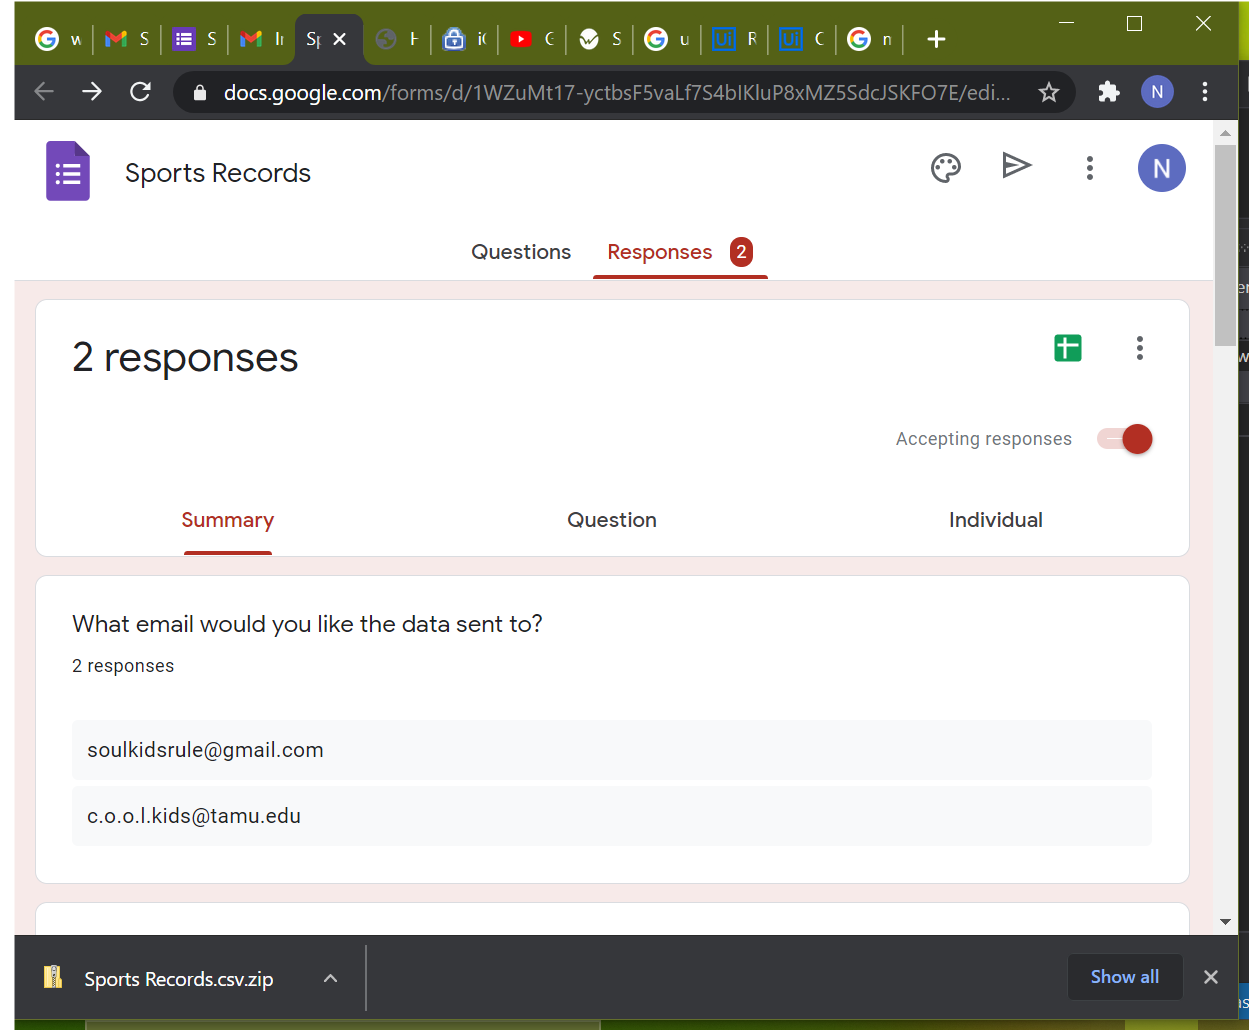 w S S Ir Sp H i( C S u R C n
docs.google.com/forms/d/1WZuMt17-yctbsF5vaLf7S4bIKluP8xMZ5SdcJSKFO7E/edi...
N
Sports Records
N
Questions Responses 2
2 responses
Accepting responses
Summary Question Individual
What email would you like the data sent to?
2 responses
soulkidsrule@gmail.com
c.o.o.l.kids@tamu.edu
Sports Records.csv.zip
Show all